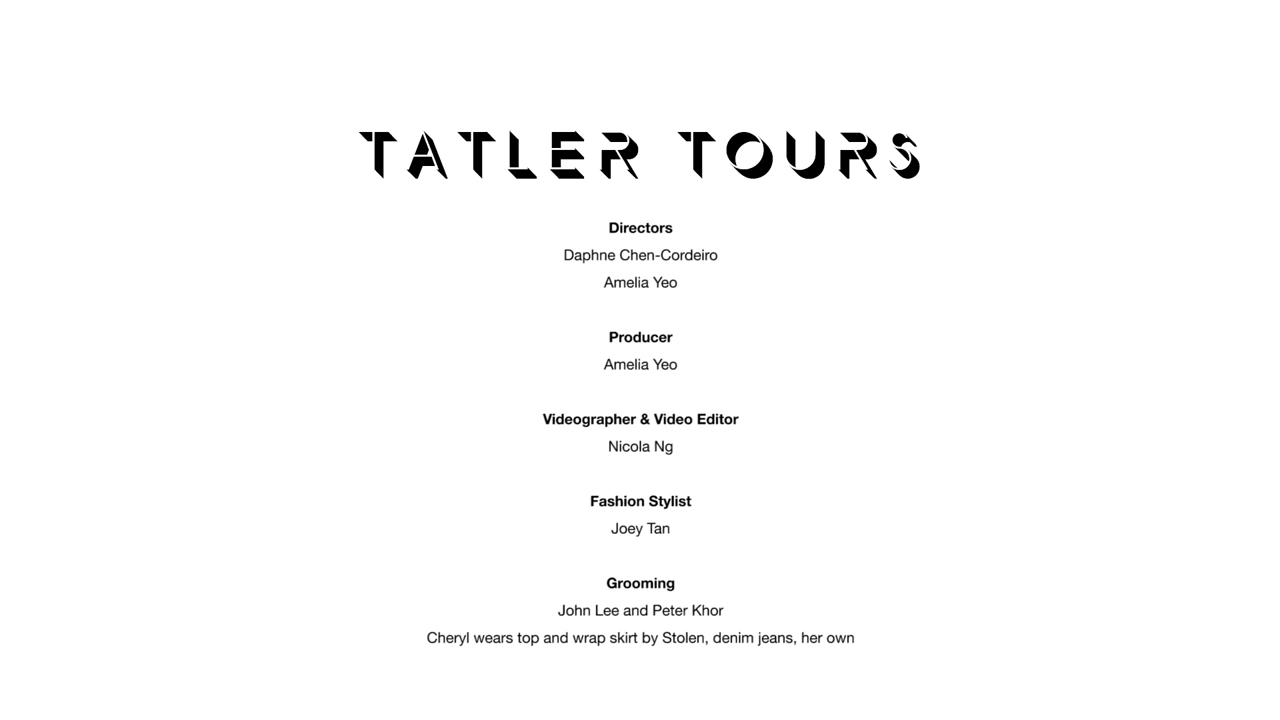 TATLER TOURS
Directors
Daphne Chen-Cordeiro
Amelia Yeo
Producer
Amelia Yeo
Videographer & Video Editor
Nicola Ng
Fashion Stylist
Joey Tan
Grooming
John Lee and Peter Khor
Cheryl wears top and wrap skirt by Stolen, denim jeans, her own